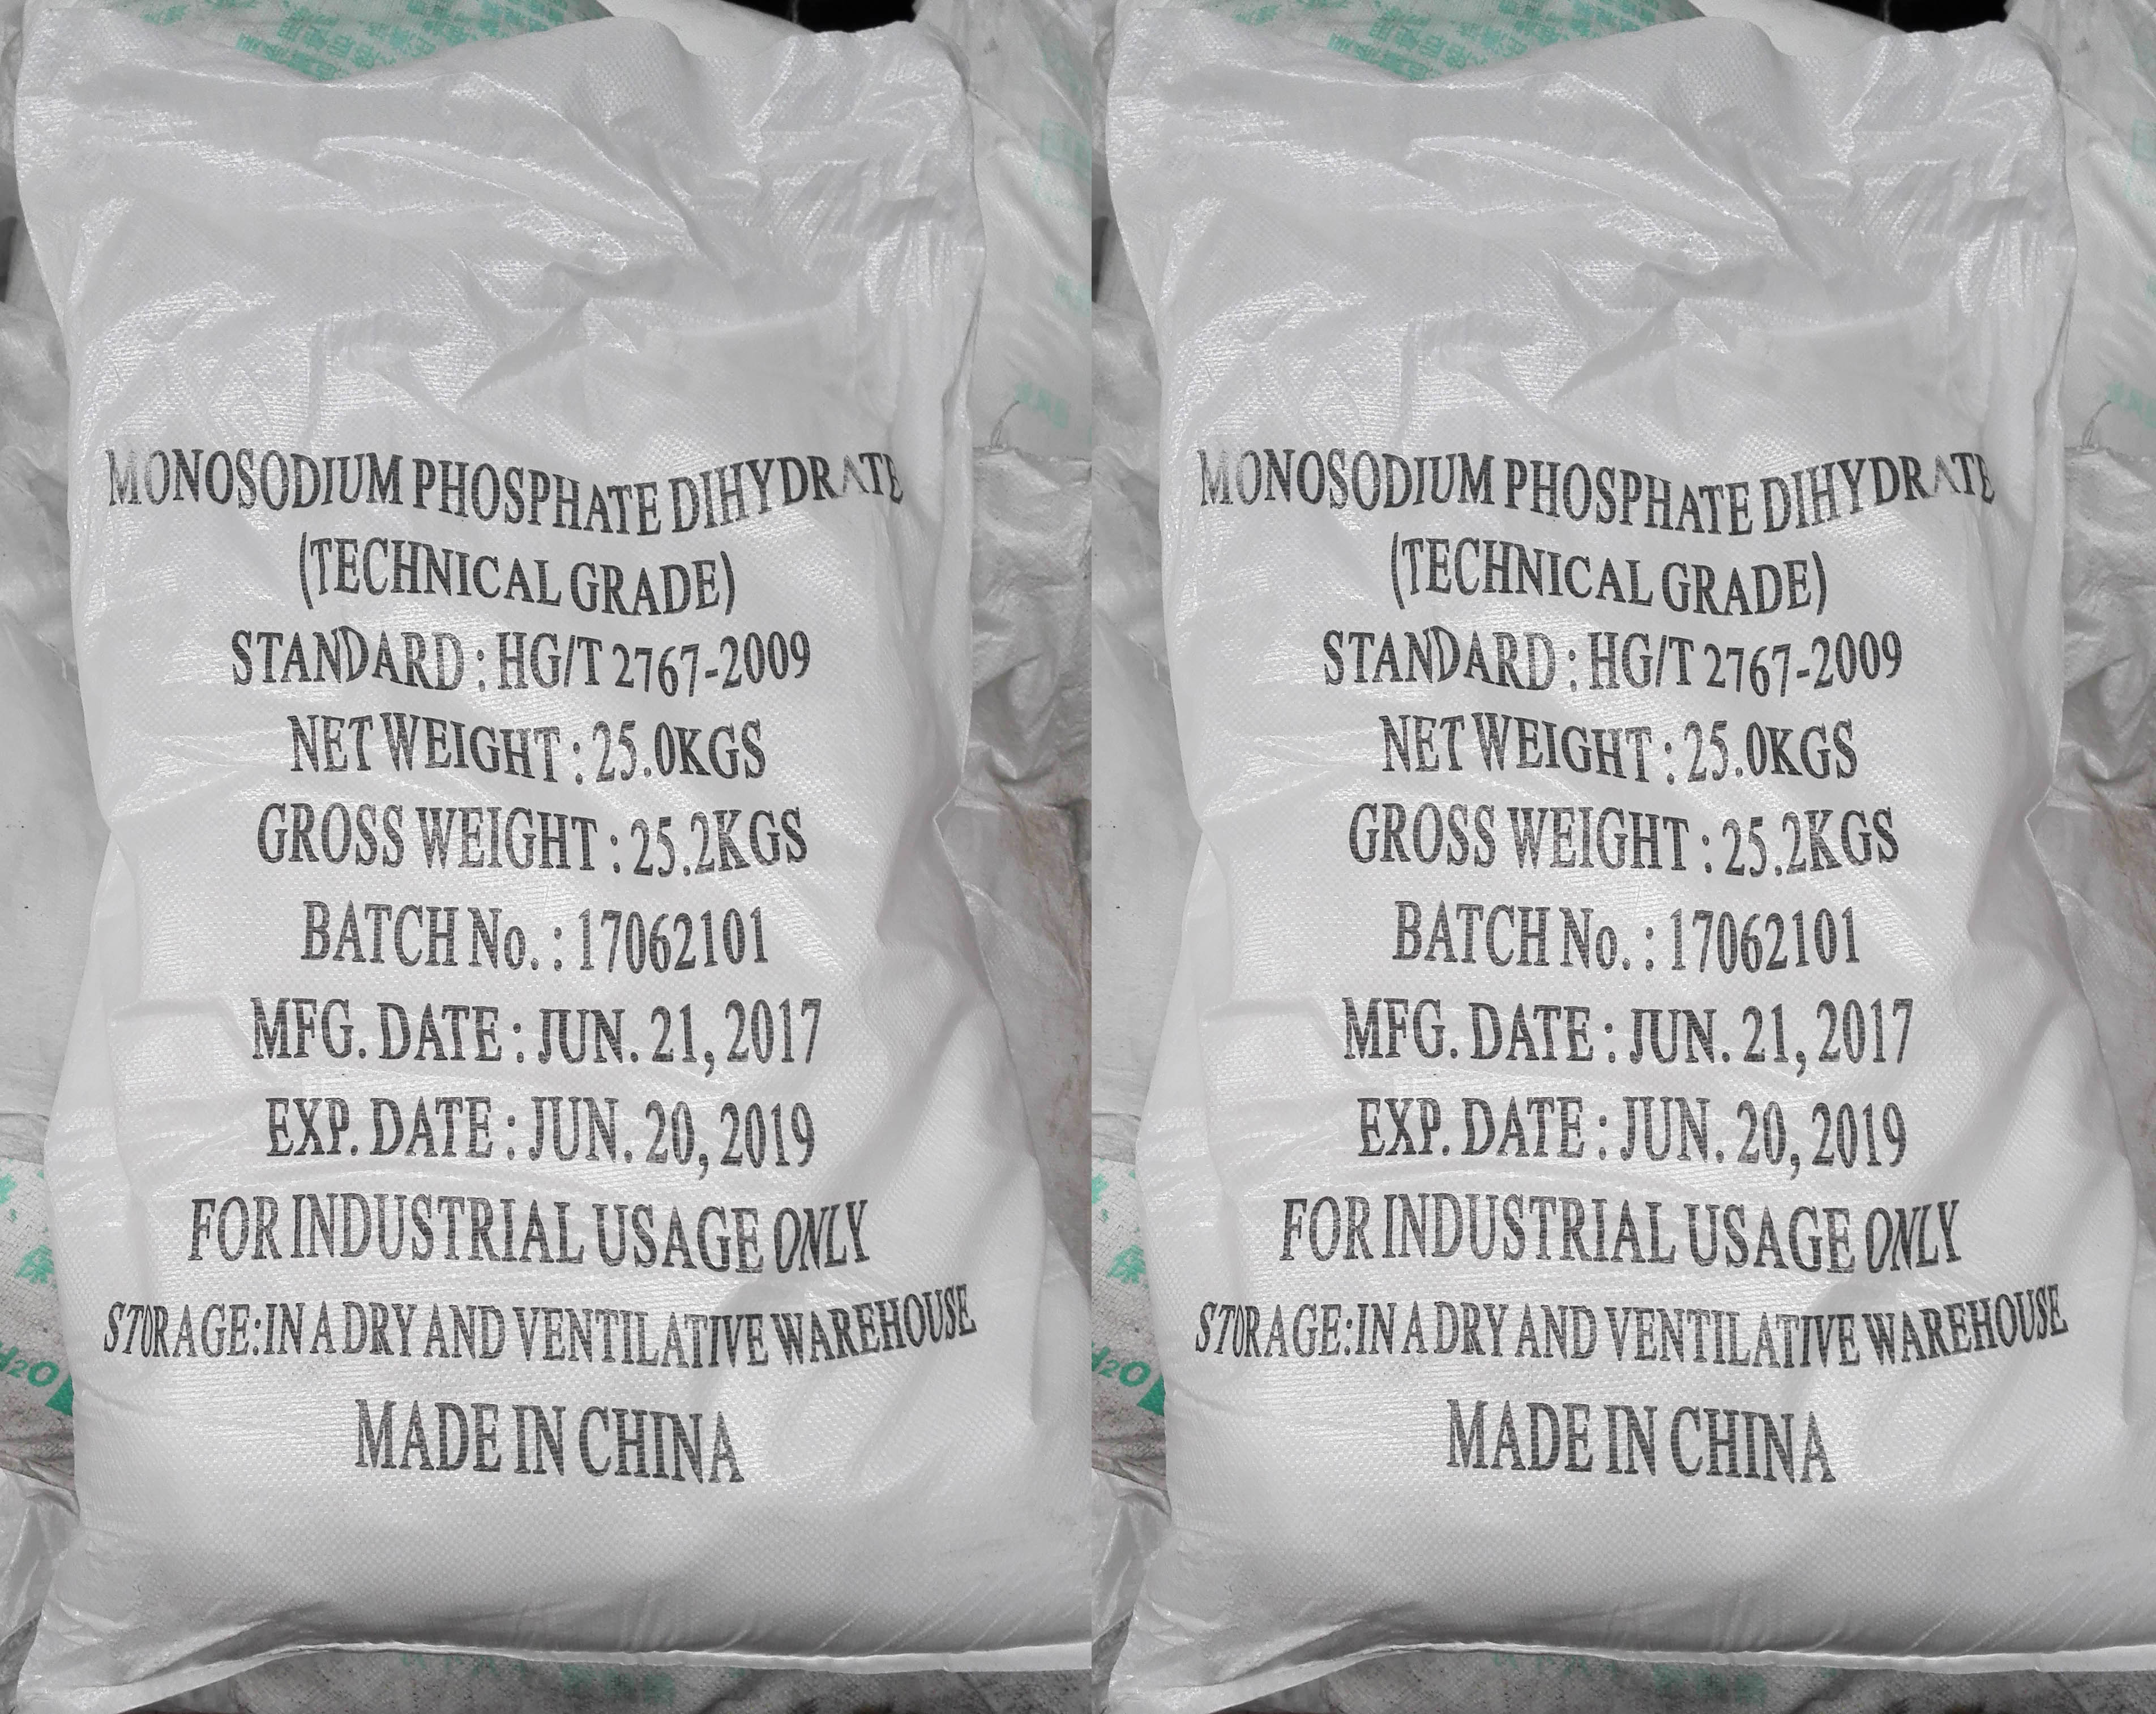 MONOSODIUM PHOSPHATE DIHYDRATE
(TECHNICAL GRADE)
STANDARD : HG/T 2767-2009
NET WEIGHT : 25.0KGS
GROSS WEIGHT : 25.2KGS
BATCH No. : 17062101
MFG. DATE : JUN. 21, 2017
EXP. DATE : JUN. 20, 2019
FOR INDUSTRIAL USAGE ONLY
STORAGE:IN A DRY AND VENTILATIVE WAREHOUSE
MADE IN CHINA
H2O
MONOSODIUM PHOSPHATE DIHYDRATE
(TECHNICAL GRADE)
STANDARD : HG/T 2767-2009
NET WEIGHT : 25.0KGS
GROSS WEIGHT : 25.2KGS
BATCH No. : 17062101
MFG. DATE : JUN. 21, 2017
EXP. DATE : JUN. 20, 2019
FOR INDUSTRIAL USAGE ONLY
STORAGE:IN A DRY AND VENTILATIVE WAREHOUSE
MADE IN CHINA
H2O